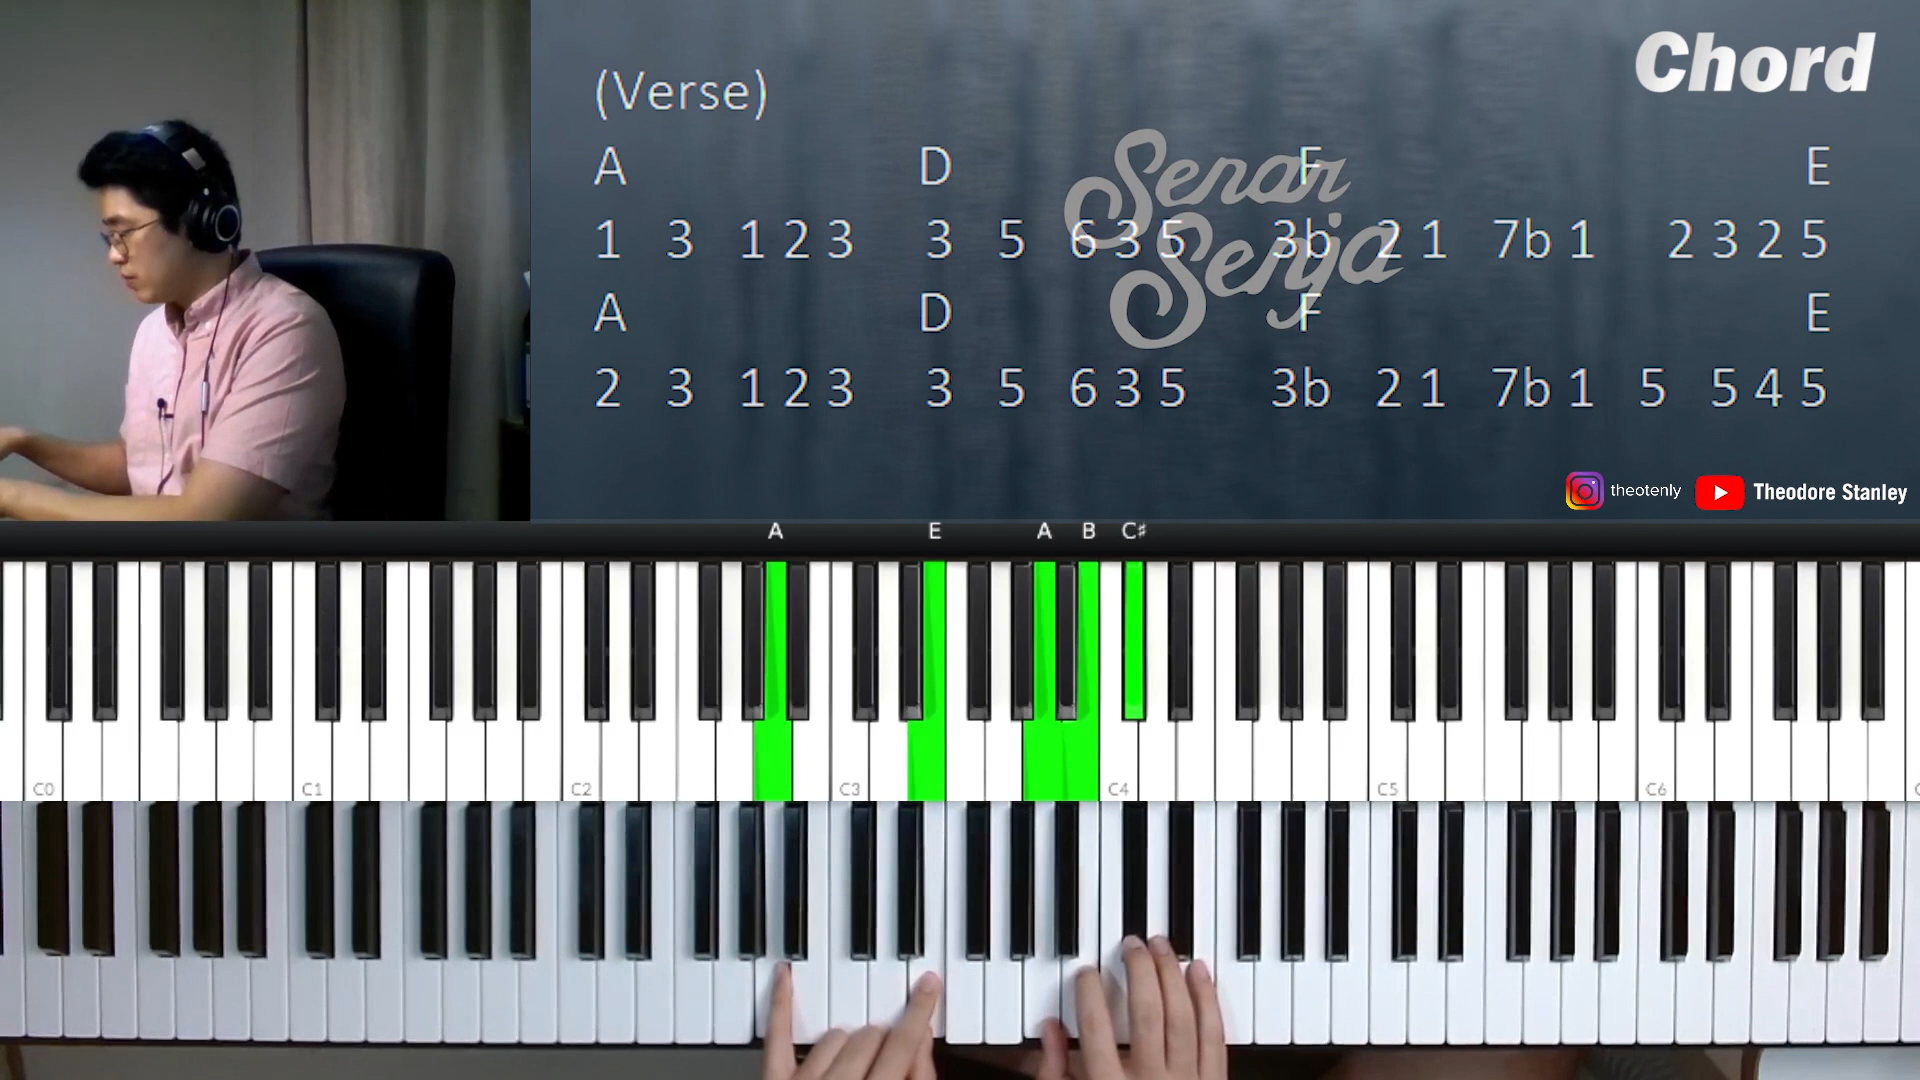 Chord
(Verse)
A D F E
1 3 1 2 3 3 5 6 3 5 3b 2 1 7b 1 2 3 2 5
A D F E
2 3 1 2 3 3 5 6 3 5 3b 2 1 7b 1 5 5 4 5
Senar
Senja
theotenly Theodore Stanley
A E A B C♯
C0 C1 C2 C3 C4 C5 C6